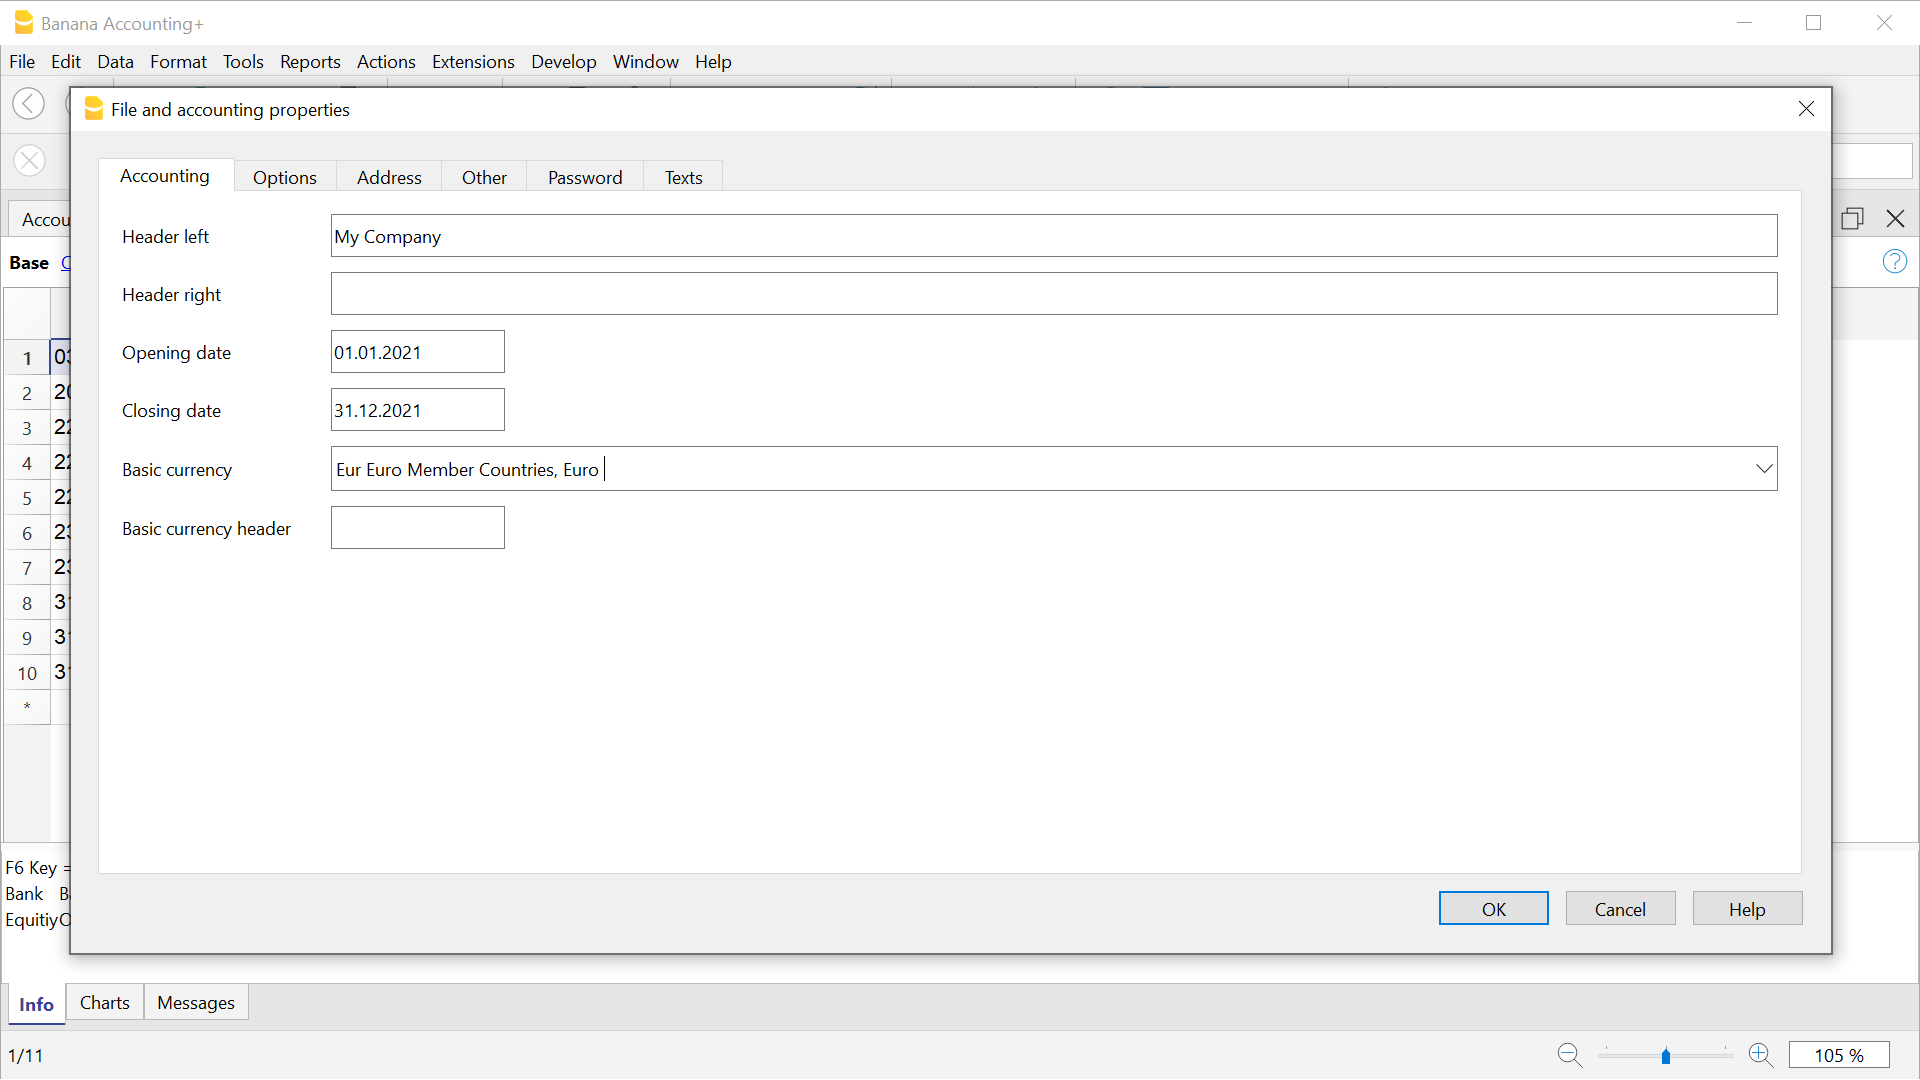 Banana Accounting+
File Edit Data Format Tools Reports Actions Extensions Develop Window Help
File and accounting properties
Accounting Options Address Other Password Texts
Accou
Base
Header left My Company
Header right
Opening date 01.01.2021
Closing date 31.12.2021
Basic currency Eur Euro Member Countries, Euro
Basic currency header
1 03
2 20
3 22
4 22
5 22
6 23
7 23
8 31
9 31
10 31
*
F6 Key =
Bank
Equitiy
OK Cancel Help
Info Charts Messages
1/11
105 %